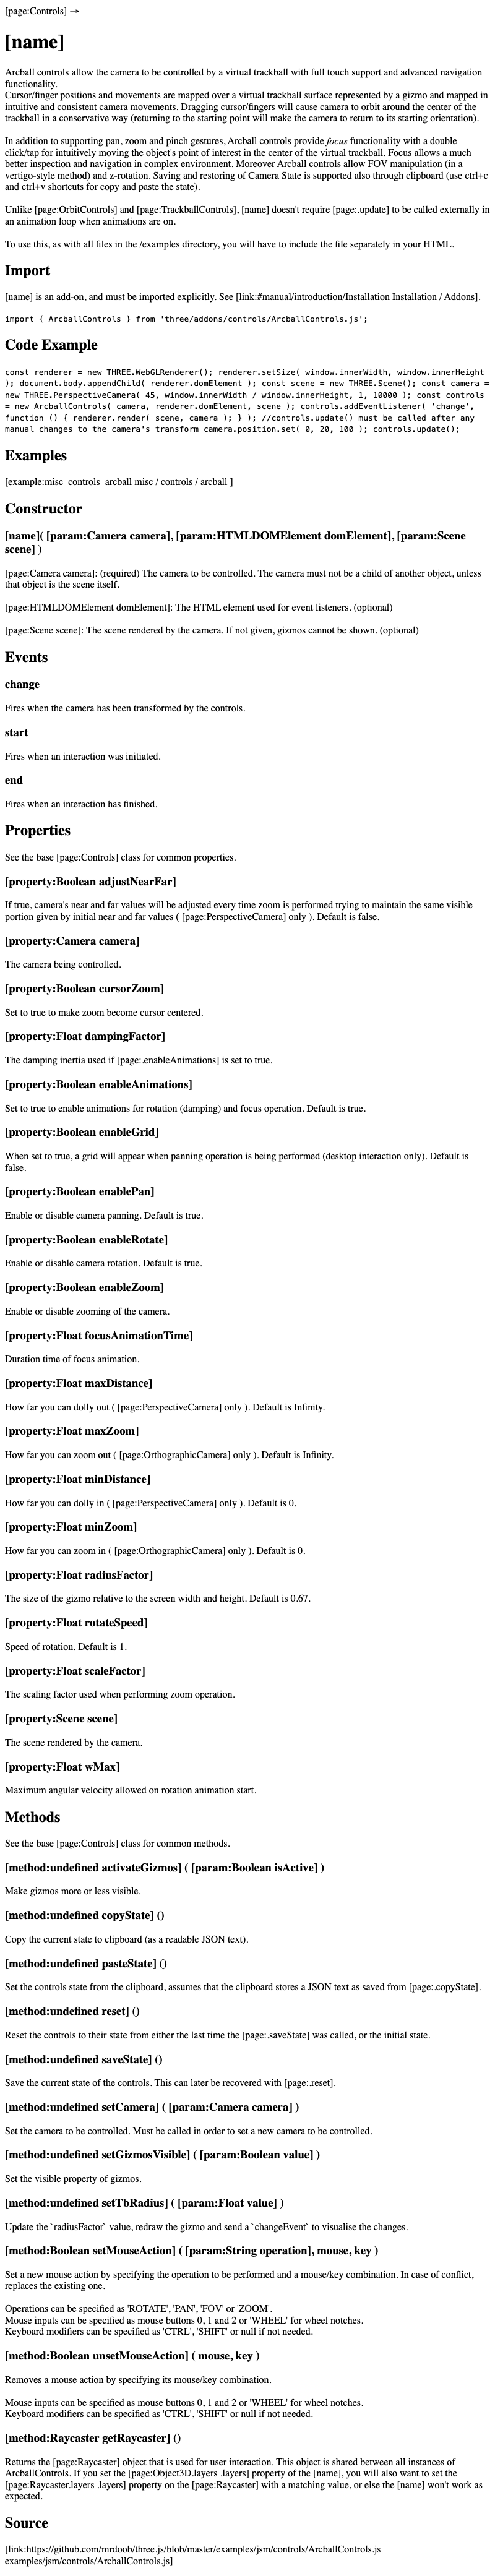 [page:Controls] →
[name]
Arcball controls allow the camera to be controlled by a virtual trackball with full touch support and advanced navigation
functionality.
Cursor/finger positions and movements are mapped over a virtual trackball surface represented by a gizmo and mapped in
intuitive and consistent camera movements. Dragging cursor/fingers will cause camera to orbit around the center of the
trackball in a conservative way (returning to the starting point will make the camera to return to its starting orientation).
In addition to supporting pan, zoom and pinch gestures, Arcball controls provide focus functionality with a double
click/tap for intuitively moving the object's point of interest in the center of the virtual trackball. Focus allows a much
better inspection and navigation in complex environment. Moreover Arcball controls allow FOV manipulation (in a
vertigo-style method) and z-rotation. Saving and restoring of Camera State is supported also through clipboard (use ctrl+c
and ctrl+v shortcuts for copy and paste the state).
Unlike [page:OrbitControls] and [page:TrackballControls], [name] doesn't require [page:.update] to be called externally in
an animation loop when animations are on.
To use this, as with all files in the /examples directory, you will have to include the file separately in your HTML.
Import
[name] is an add-on, and must be imported explicitly. See [link:#manual/introduction/Installation Installation / Addons].
import { ArcballControls } from 'three/addons/controls/ArcballControls.js';
Code Example
const renderer = new THREE.WebGLRenderer(); renderer.setSize( window.innerWidth, window.innerHeight
); document.body.appendChild( renderer.domElement ); const scene = new THREE.Scene(); const camera =
new THREE.PerspectiveCamera( 45, window.innerWidth / window.innerHeight, 1, 10000 ); const controls
= new ArcballControls( camera, renderer.domElement, scene ); controls.addEventListener( 'change',
function () { renderer.render( scene, camera ); } ); //controls.update() must be called after any
manual changes to the camera's transform camera.position.set( 0, 20, 100 ); controls.update();
Examples
[example:misc_controls_arcball misc / controls / arcball ]
Constructor
[name]( [param:Camera camera], [param:HTMLDOMElement domElement], [param:Scene
scene] )
[page:Camera camera]: (required) The camera to be controlled. The camera must not be a child of another object, unless
that object is the scene itself.
[page:HTMLDOMElement domElement]: The HTML element used for event listeners. (optional)
[page:Scene scene]: The scene rendered by the camera. If not given, gizmos cannot be shown. (optional)
Events
change
Fires when the camera has been transformed by the controls.
start
Fires when an interaction was initiated.
end
Fires when an interaction has finished.
Properties
See the base [page:Controls] class for common properties.
[property:Boolean adjustNearFar]
If true, camera's near and far values will be adjusted every time zoom is performed trying to maintain the same visible
portion given by initial near and far values ( [page:PerspectiveCamera] only ). Default is false.
[property:Camera camera]
The camera being controlled.
[property:Boolean cursorZoom]
Set to true to make zoom become cursor centered.
[property:Float dampingFactor]
The damping inertia used if [page:.enableAnimations] is set to true.
[property:Boolean enableAnimations]
Set to true to enable animations for rotation (damping) and focus operation. Default is true.
[property:Boolean enableGrid]
When set to true, a grid will appear when panning operation is being performed (desktop interaction only). Default is
false.
[property:Boolean enablePan]
Enable or disable camera panning. Default is true.
[property:Boolean enableRotate]
Enable or disable camera rotation. Default is true.
[property:Boolean enableZoom]
Enable or disable zooming of the camera.
[property:Float focusAnimationTime]
Duration time of focus animation.
[property:Float maxDistance]
How far you can dolly out ( [page:PerspectiveCamera] only ). Default is Infinity.
[property:Float maxZoom]
How far you can zoom out ( [page:OrthographicCamera] only ). Default is Infinity.
[property:Float minDistance]
How far you can dolly in ( [page:PerspectiveCamera] only ). Default is 0.
[property:Float minZoom]
How far you can zoom in ( [page:OrthographicCamera] only ). Default is 0.
[property:Float radiusFactor]
The size of the gizmo relative to the screen width and height. Default is 0.67.
[property:Float rotateSpeed]
Speed of rotation. Default is 1.
[property:Float scaleFactor]
The scaling factor used when performing zoom operation.
[property:Scene scene]
The scene rendered by the camera.
[property:Float wMax]
Maximum angular velocity allowed on rotation animation start.
Methods
See the base [page:Controls] class for common methods.
[method:undefined activateGizmos] ( [param:Boolean isActive] )
Make gizmos more or less visible.
[method:undefined copyState] ()
Copy the current state to clipboard (as a readable JSON text).
[method:undefined pasteState] ()
Set the controls state from the clipboard, assumes that the clipboard stores a JSON text as saved from [page:.copyState].
[method:undefined reset] ()
Reset the controls to their state from either the last time the [page:.saveState] was called, or the initial state.
[method:undefined saveState] ()
Save the current state of the controls. This can later be recovered with [page:.reset].
[method:undefined setCamera] ( [param:Camera camera] )
Set the camera to be controlled. Must be called in order to set a new camera to be controlled.
[method:undefined setGizmosVisible] ( [param:Boolean value] )
Set the visible property of gizmos.
[method:undefined setTbRadius] ( [param:Float value] )
Update the `radiusFactor` value, redraw the gizmo and send a `changeEvent` to visualise the changes.
[method:Boolean setMouseAction] ( [param:String operation], mouse, key )
Set a new mouse action by specifying the operation to be performed and a mouse/key combination. In case of conflict,
replaces the existing one.
Operations can be specified as 'ROTATE', 'PAN', 'FOV' or 'ZOOM'.
Mouse inputs can be specified as mouse buttons 0, 1 and 2 or 'WHEEL' for wheel notches.
Keyboard modifiers can be specified as 'CTRL', 'SHIFT' or null if not needed.
[method:Boolean unsetMouseAction] ( mouse, key )
Removes a mouse action by specifying its mouse/key combination.
Mouse inputs can be specified as mouse buttons 0, 1 and 2 or 'WHEEL' for wheel notches.
Keyboard modifiers can be specified as 'CTRL', 'SHIFT' or null if not needed.
[method:Raycaster getRaycaster] ()
Returns the [page:Raycaster] object that is used for user interaction. This object is shared between all instances of
ArcballControls. If you set the [page:Object3D.layers .layers] property of the [name], you will also want to set the
[page:Raycaster.layers .layers] property on the [page:Raycaster] with a matching value, or else the [name] won't work as
expected.
Source
[link:https://github.com/mrdoob/three.js/blob/master/examples/jsm/controls/ArcballControls.js
examples/jsm/controls/ArcballControls.js]